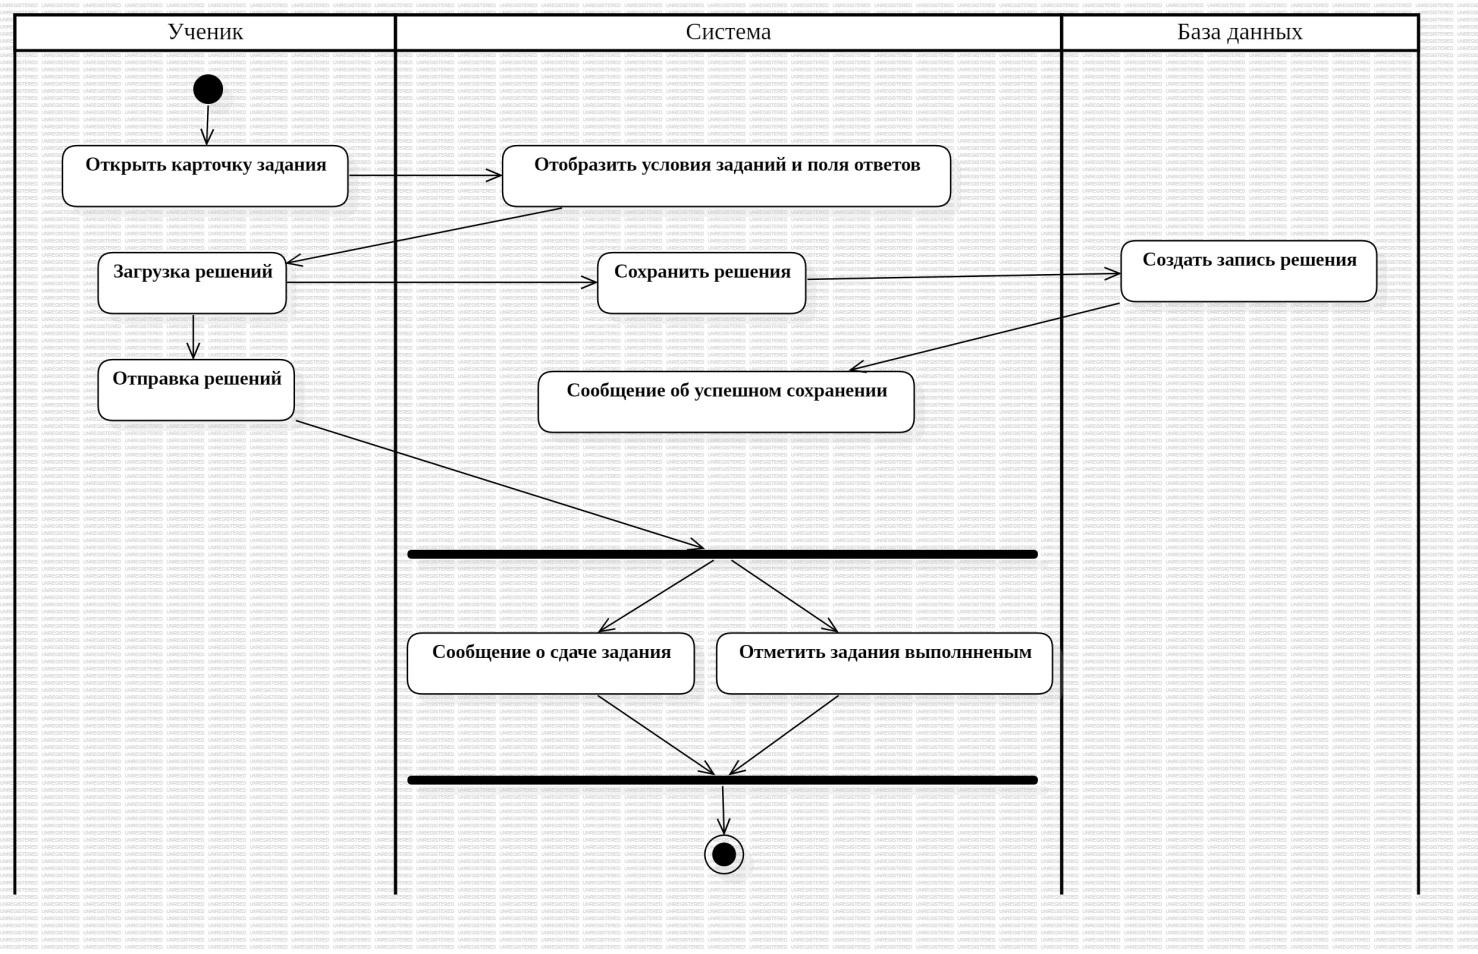 Ученик
Система
База данных
Открыть карточку задания
Отобразить условия заданий и поля ответов
Загрузка решений
Сохранить решения
Создать запись решения
Отправка решений
Сообщение об успешном сохранении
Сообщение о сдаче задания
Отметить задания выполнненым